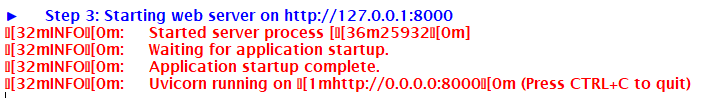 ► Step 3: Starting web server on http://127.0.0.1:8000
▯[32mINFO▯[0m: Started server process [▯[36m25932▯[0m]
▯[32mINFO▯[0m: Waiting for application startup.
▯[32mINFO▯[0m: Application startup complete.
▯[32mINFO▯[0m: Uvicorn running on ▯[1mhttp://0.0.0.0:8000▯[0m (Press CTRL+C to quit)